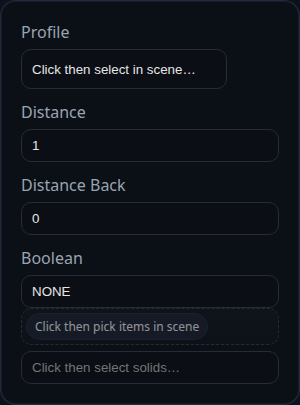 Profile
Click then select in scene…
Distance
1
Distance Back
0
Boolean
NONE
Click then pick items in scene
Click then select solids…